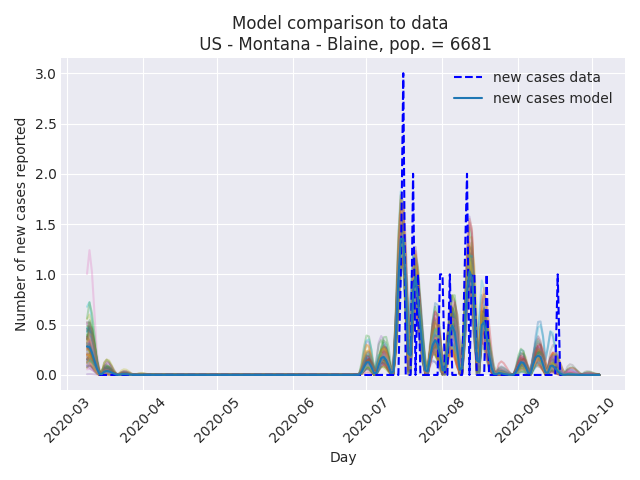 Model comparison to data
US - Montana - Blaine, pop. = 6681
new cases data
new cases model
Number of new cases reported
3.0
2.5
2.0
1.5
1.0
0.5
0.0
2020-03
2020-04
2020-05
2020-06
2020-07
2020-08
2020-09
2020-10
Day